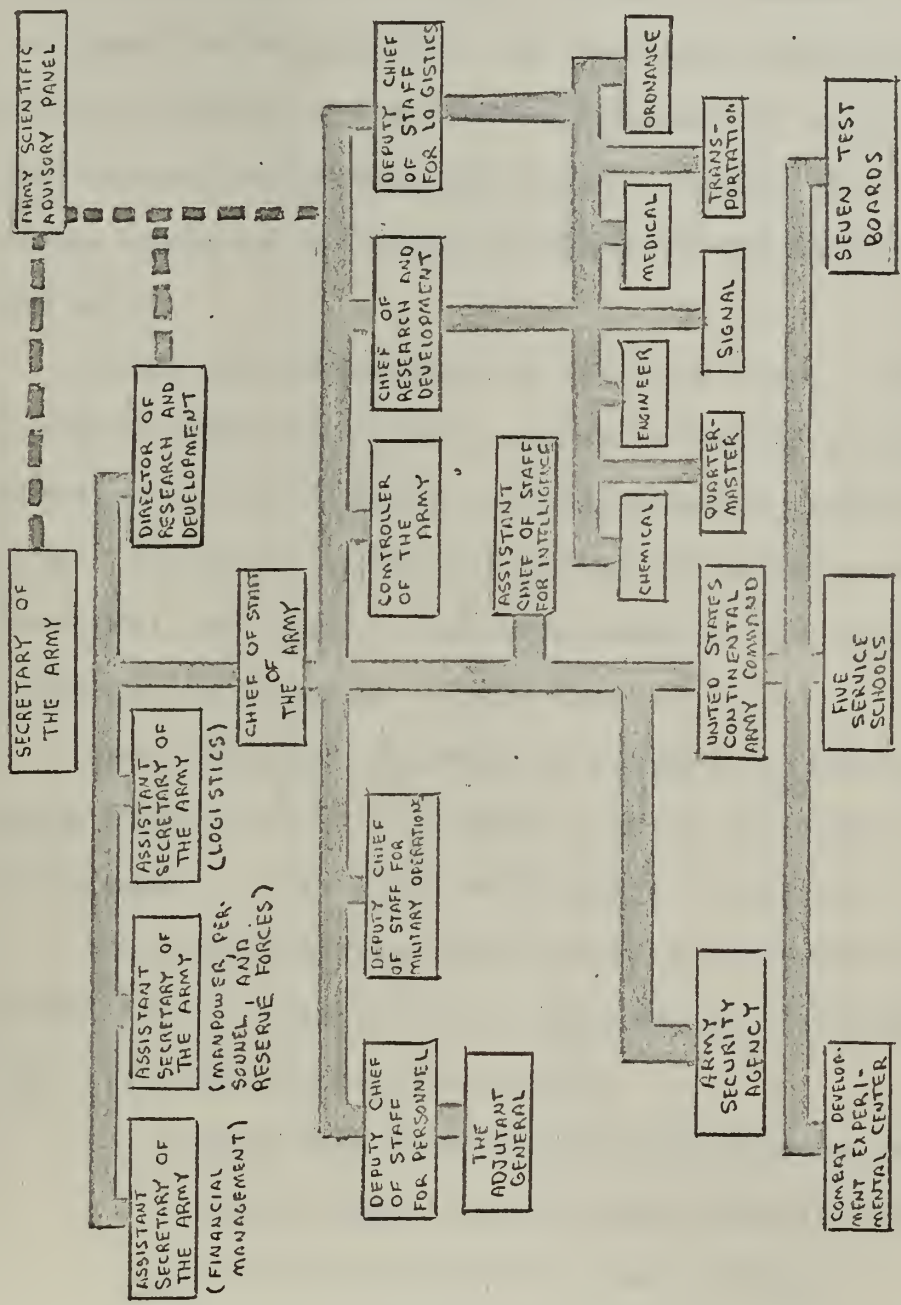 SECRETARY OF
THE ARMY
ARMY SCIENTIFIC
ADVISORY PANEL
ASSISTANT
SECRETARY OF
THE ARMY
(FINANCIAL
MANAGEMENT)
ASSISTANT
SECRETARY OF
THE ARMY
(MANPOWER, PER-
SOUNEL, AND
RESERVE FORCES)
ASSISTANT
SECRETARY OF
THE ARMY
(LOGISTICS)
DIRECTOR OF
RESEARCH AND
DEVELOPMENT
CHIEF OF STAFF
OF
THE ARMY
DEPUTY CHIEF
OF STAFF
FOR PERSONNEL
DEPUTY CHIEF
OF STAFF FOR
MILITARY OPERATIONS
COMTROLLER
OF THE
ARMY
CHIEF OF
RESEARCH AND
DEVELOPMENT
DEPUTY CHIEF
OF STAFF
FOR LOGISTICS
THE
ADJUTANT
GENERAL
ASSISTANT
CHIEF OF STAFF
FOR INTELLIGENCE
CHEMICAL
ENGINEER
MEDICAL
ORDNANCE
ARMY
SECURITY
AGENCY
UNITED STATES
CONTINENTAL
ARMY COMMAND
QUARTER-
MASTER
SIGNAL
TRANS-
PORTATION
COMBAT DEVELOP-
MENT EXPERI-
MENTAL CENTER
FIVE
SERVICE
SCHOOLS
SEVEN TEST
BOARDS